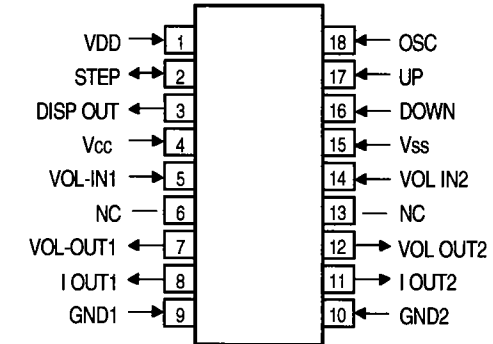 VDD 1 18 OSC
STEP 2 17 UP
DISP OUT 3 16 DOWN
Vcc 4 15 Vss
VOL-IN1 5 14 VOL IN2
NC 6 13 NC
VOL-OUT1 7 12 VOL OUT2
I OUT1 8 11 I OUT2
GND1 9 10 GND2